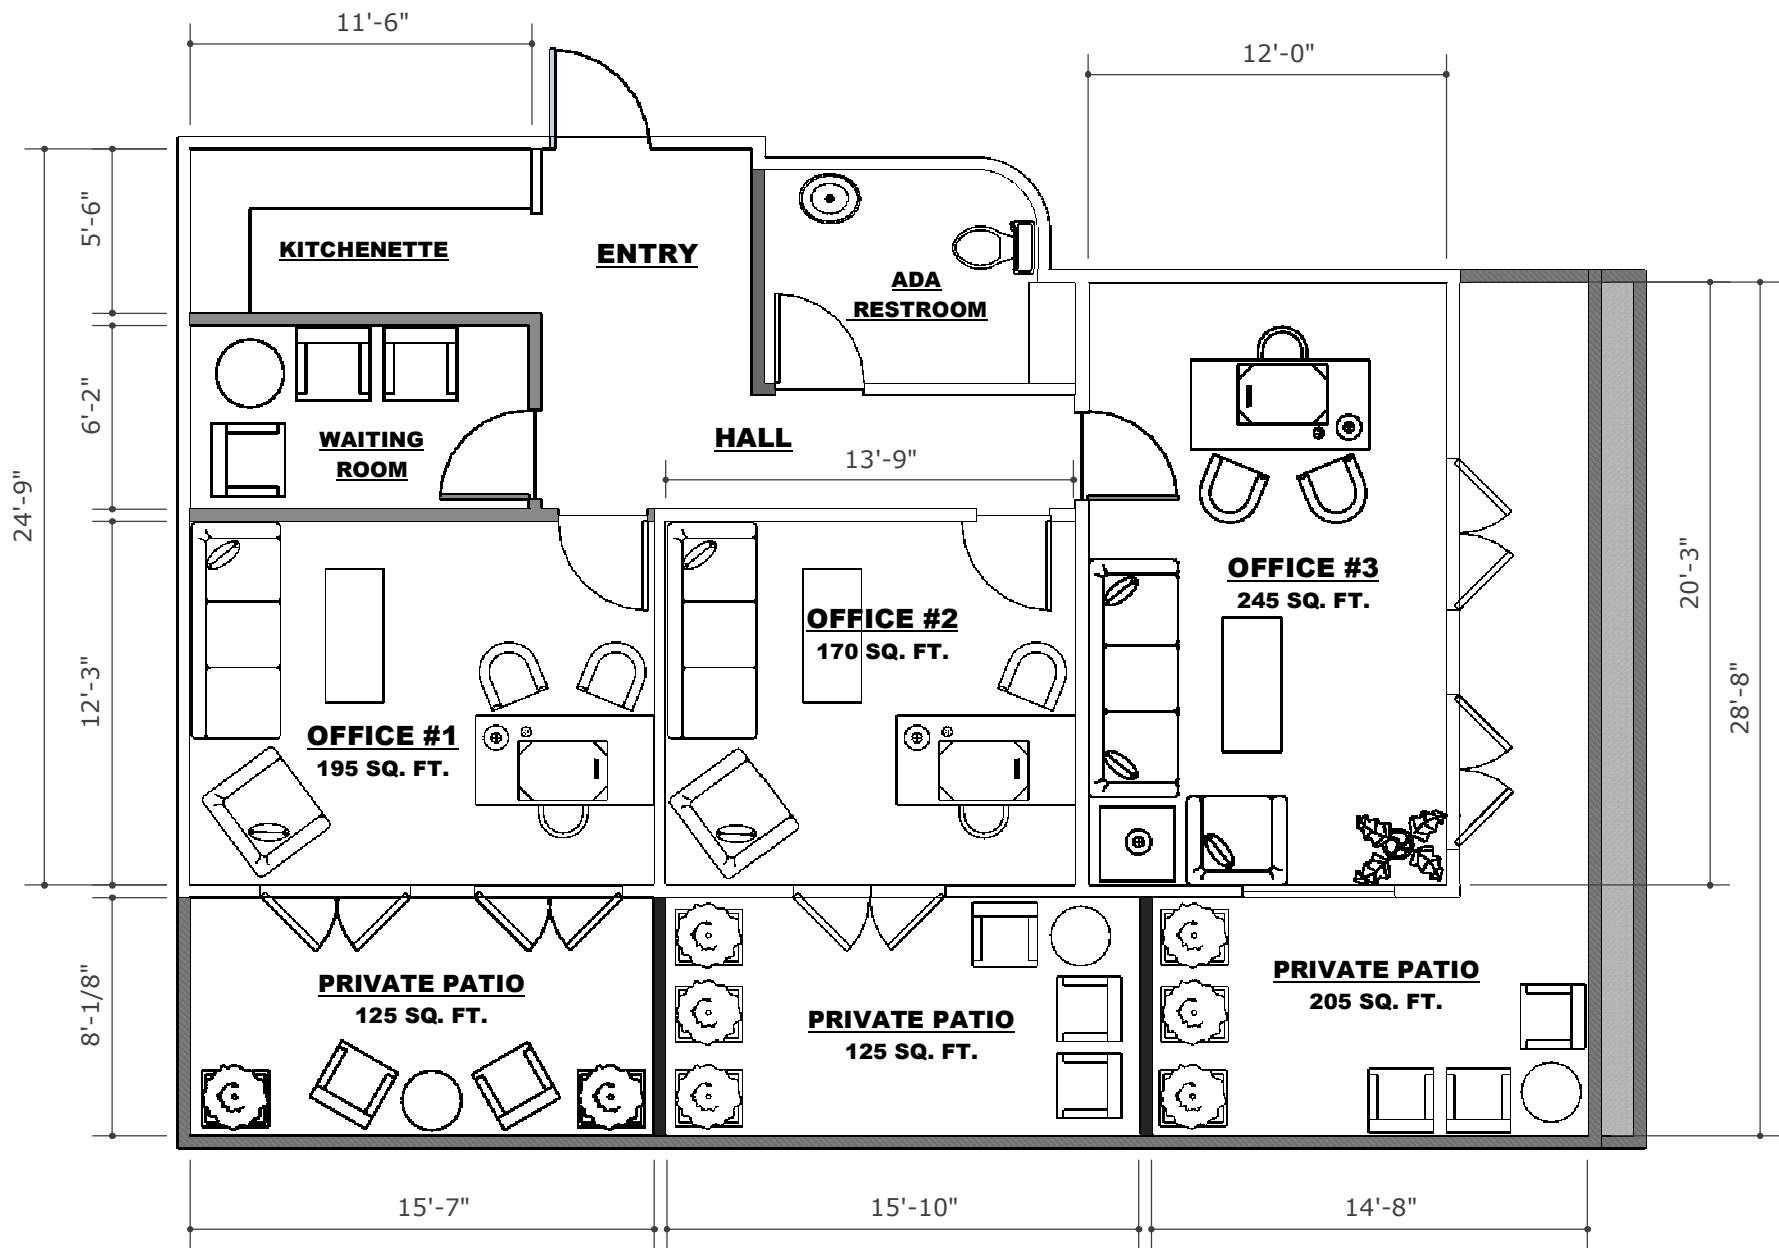 11'-6"
12'-0"
5'-6"
KITCHENETTE
ENTRY
ADA
RESTROOM
6'-2"
WAITING
ROOM
HALL
13'-9"
24'-9"
12'-3"
OFFICE #1
195 SQ. FT.
OFFICE #2
170 SQ. FT.
OFFICE #3
245 SQ. FT.
20'-3"
28'-8"
8'-1/8"
PRIVATE PATIO
125 SQ. FT.
PRIVATE PATIO
125 SQ. FT.
PRIVATE PATIO
205 SQ. FT.
15'-7"
15'-10"
14'-8"